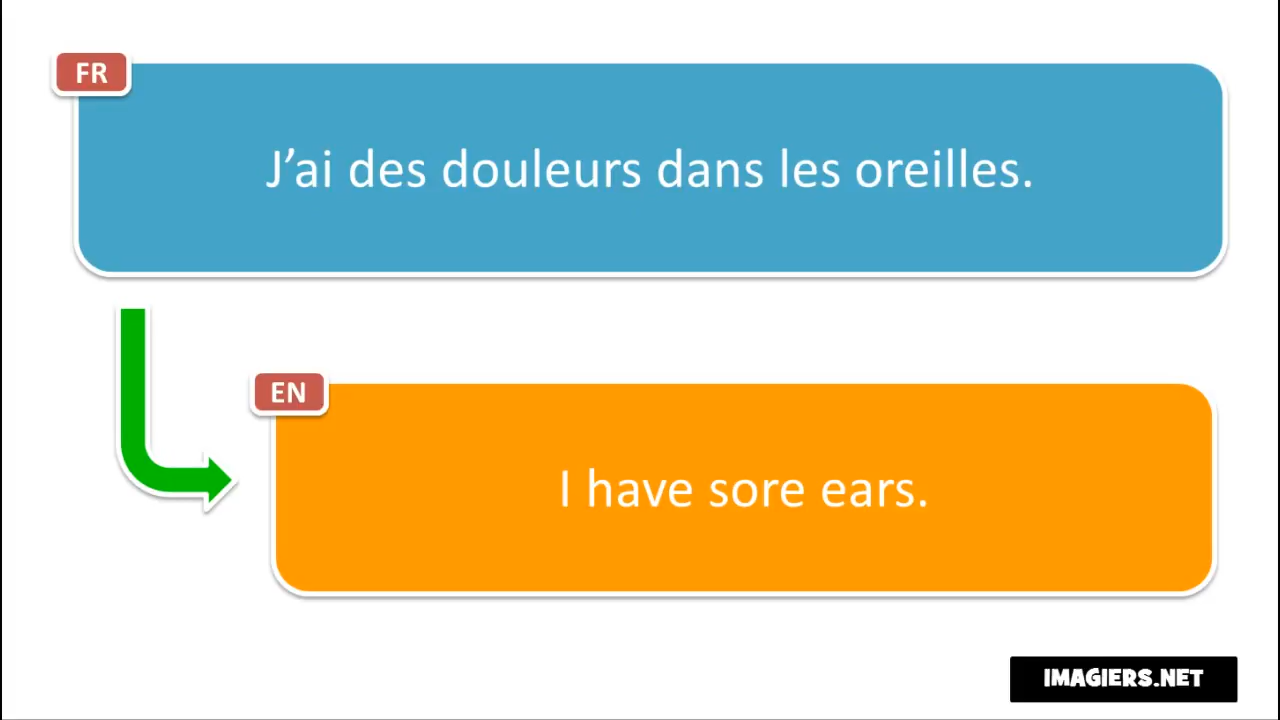 FR
J’ai des douleurs dans les oreilles.
EN
I have sore ears.
IMAGIERS.NET